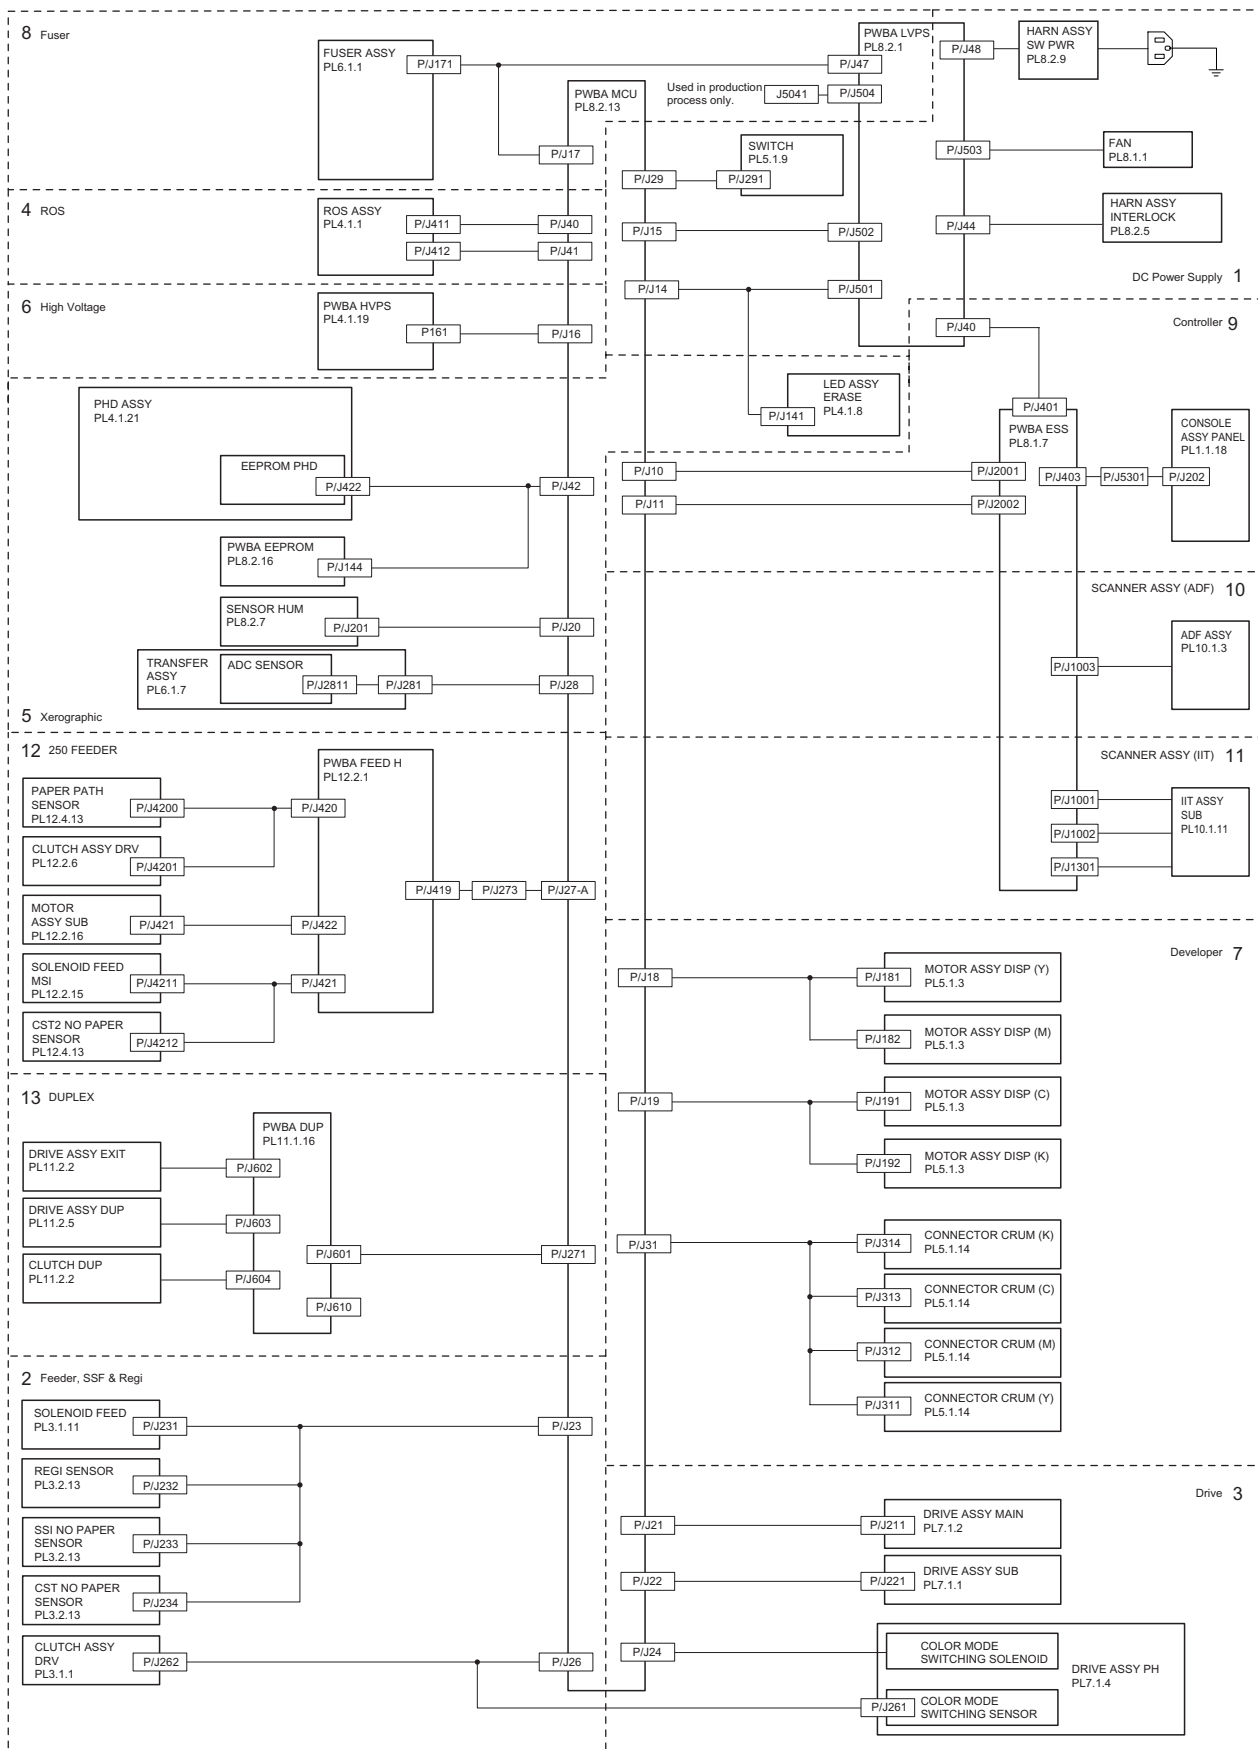 8 Fuser
FUSER ASSY
PL6.1.1
P/J171
PWBA MCU
PL8.2.13
P/J17
PWBA LVPS
PL8.2.1
P/J47
Used in production
process only.
J5041
P/J504
P/J48
HARN ASSY
SW PWR
PL8.2.9
P/J503
FAN
PL8.1.1
SWITCH
PL5.1.9
P/J29
P/J291
P/J44
HARN ASSY
INTERLOCK
PL8.2.5
P/J15
P/J502
P/J14
P/J501
DC Power Supply 1
4 ROS
ROS ASSY
PL4.1.1
P/J411
P/J40
P/J412
P/J41
6 High Voltage
PWBA HVPS
PL4.1.19
P161
P/J16
P/J40
Controller 9
LED ASSY
ERASE
PL4.1.8
P/J141
P/J401
PWBA ESS
PL8.1.7
CONSOLE
ASSY PANEL
PL1.1.18
P/J10
P/J2001
P/J403
P/J5301
P/J202
P/J11
P/J2002
PHD ASSY
PL4.1.21
EEPROM PHD
P/J422
P/J42
PWBA EEPROM
PL8.2.16
P/J144
SENSOR HUM
PL8.2.7
P/J201
P/J20
TRANSFER
ASSY
PL6.1.7
ADC SENSOR
P/J2811
P/J281
P/J28
5 Xerographic
SCANNER ASSY (ADF) 10
ADF ASSY
PL10.1.3
P/J1003
SCANNER ASSY (IIT) 11
P/J1001
IIT ASSY
SUB
PL10.1.11
P/J1002
P/J1301
12 250 FEEDER
PWBA FEED H
PL12.2.1
PAPER PATH
SENSOR
PL12.4.13
P/J4200
P/J420
CLUTCH ASSY DRV
PL12.2.6
P/J4201
P/J419
P/J273
P/J27-A
MOTOR
ASSY SUB
PL12.2.16
P/J421
P/J422
SOLENOID FEED
MSI
PL12.2.15
P/J4211
P/J421
CST2 NO PAPER
SENSOR
PL12.4.13
P/J4212
Developer 7
P/J18
P/J181
MOTOR ASSY DISP (Y)
PL5.1.3
P/J182
MOTOR ASSY DISP (M)
PL5.1.3
P/J19
P/J191
MOTOR ASSY DISP (C)
PL5.1.3
P/J192
MOTOR ASSY DISP (K)
PL5.1.3
P/J31
P/J314
CONNECTOR CRUM (K)
PL5.1.14
P/J313
CONNECTOR CRUM (C)
PL5.1.14
P/J312
CONNECTOR CRUM (M)
PL5.1.14
P/J311
CONNECTOR CRUM (Y)
PL5.1.14
13 DUPLEX
PWBA DUP
PL11.1.16
DRIVE ASSY EXIT
PL11.2.2
P/J602
DRIVE ASSY DUP
PL11.2.5
P/J603
P/J601
P/J271
CLUTCH DUP
PL11.2.2
P/J604
P/J610
2 Feeder, SSF & Regi
SOLENOID FEED
PL3.1.11
P/J231
P/J23
REGI SENSOR
PL3.2.13
P/J232
SSI NO PAPER
SENSOR
PL3.2.13
P/J233
CST NO PAPER
SENSOR
PL3.2.13
P/J234
CLUTCH ASSY
DRV
PL3.1.1
P/J262
P/J26
Drive 3
P/J21
P/J211
DRIVE ASSY MAIN
PL7.1.2
P/J22
P/J221
DRIVE ASSY SUB
PL7.1.1
P/J24
COLOR MODE
SWITCHING SOLENOID
DRIVE ASSY PH
PL7.1.4
P/J261
COLOR MODE
SWITCHING SENSOR